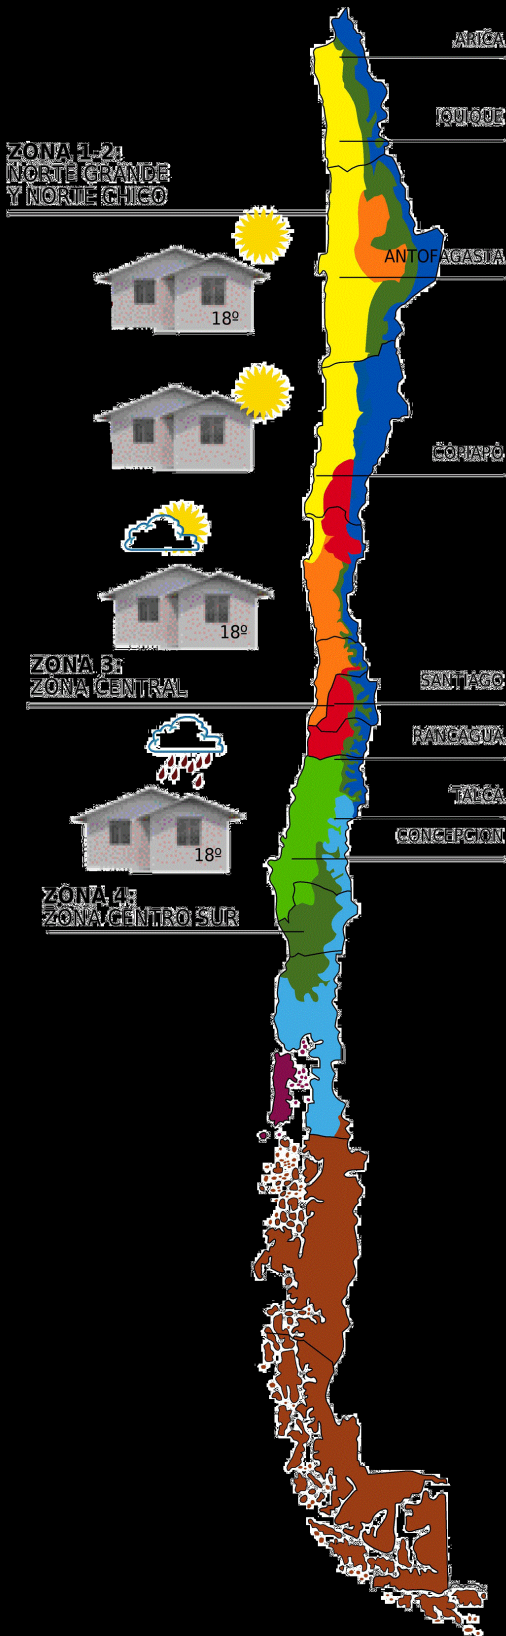 ARICA
IQUIQUE
ZONA 1-2:
NORTE GRANDE
Y NORTE CHICO
ANTOFAGASTA
18º
COPIAPÓ
18º
ZONA 3:
ZONA CENTRAL
SANTIAGO
RANCAGUA
TALCA
CONCEPCION
18º
ZONA 4:
ZONA CENTRO SUR